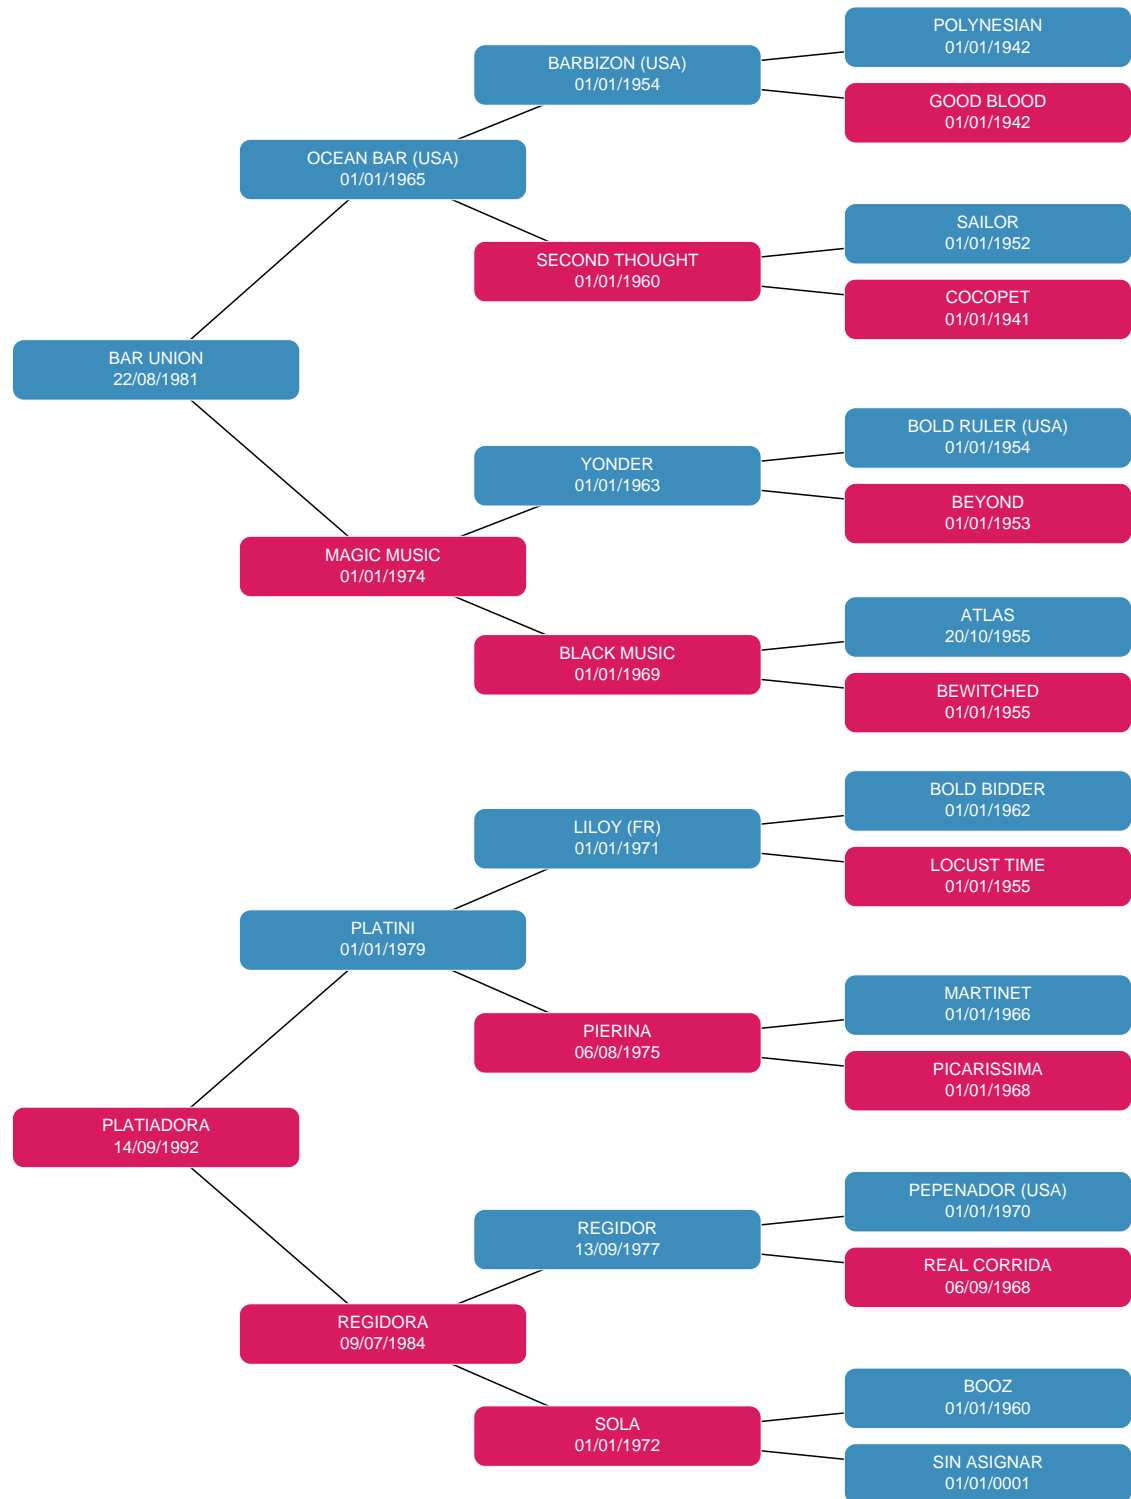 POLYNESIAN
01/01/1942
BARBIZON (USA)
01/01/1954
GOOD BLOOD
01/01/1942
OCEAN BAR (USA)
01/01/1965
SAILOR
01/01/1952
SECOND THOUGHT
01/01/1960
COCOPET
01/01/1941
BAR UNION
22/08/1981
BOLD RULER (USA)
01/01/1954
YONDER
01/01/1963
BEYOND
01/01/1953
MAGIC MUSIC
01/01/1974
ATLAS
20/10/1955
BLACK MUSIC
01/01/1969
BEWITCHED
01/01/1955
BOLD BIDDER
01/01/1962
LILOY (FR)
01/01/1971
LOCUST TIME
01/01/1955
PLATINI
01/01/1979
MARTINET
01/01/1966
PIERINA
06/08/1975
PICARISSIMA
01/01/1968
PLATIADORA
14/09/1992
PEPENADOR (USA)
01/01/1970
REGIDOR
13/09/1977
REAL CORRIDA
06/09/1968
REGIDORA
09/07/1984
BOOZ
01/01/1960
SOLA
01/01/1972
SIN ASIGNAR
01/01/0001